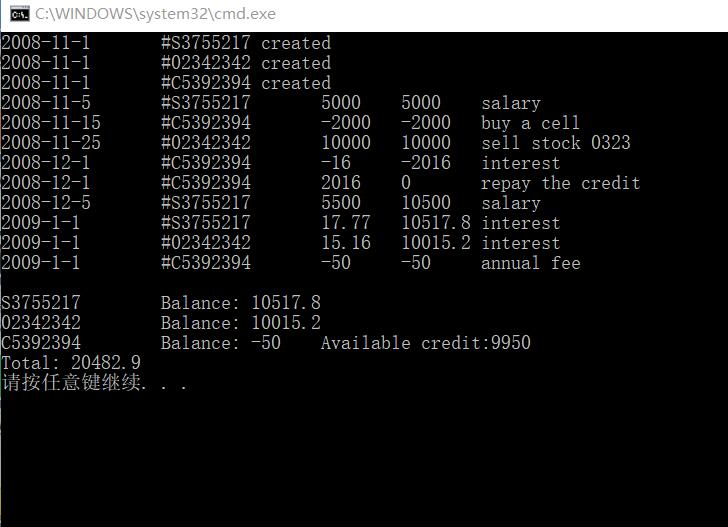 C:\WINDOWS\system32\cmd.exe
2008-11-1 #S3755217 created
2008-11-1 #02342342 created
2008-11-1 #C5392394 created
2008-11-5 #S3755217 5000 5000 salary
2008-11-15 #C5392394 -2000 -2000 buy a cell
2008-11-25 #02342342 10000 10000 sell stock 0323
2008-12-1 #C5392394 -16 -2016 interest
2008-12-1 #C5392394 2016 0 repay the credit
2008-12-5 #S3755217 5500 10500 salary
2009-1-1 #S3755217 17.77 10517.8 interest
2009-1-1 #02342342 15.16 10015.2 interest
2009-1-1 #C5392394 -50 -50 annual fee
S3755217 Balance: 10517.8
02342342 Balance: 10015.2
C5392394 Balance: -50 Available credit:9950
Total: 20482.9
请按任意键继续. . .